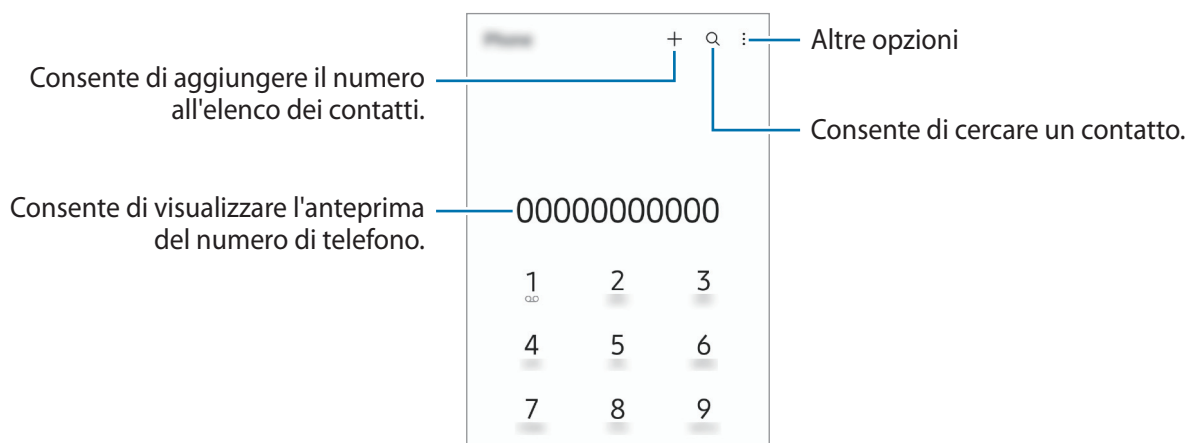 Altre opzioni
Consente di aggiungere il numero
all'elenco dei contatti.
Consente di cercare un contatto.
Consente di visualizzare l'anteprima
del numero di telefono.
00000000000
1 2 3
4 5 6
7 8 9